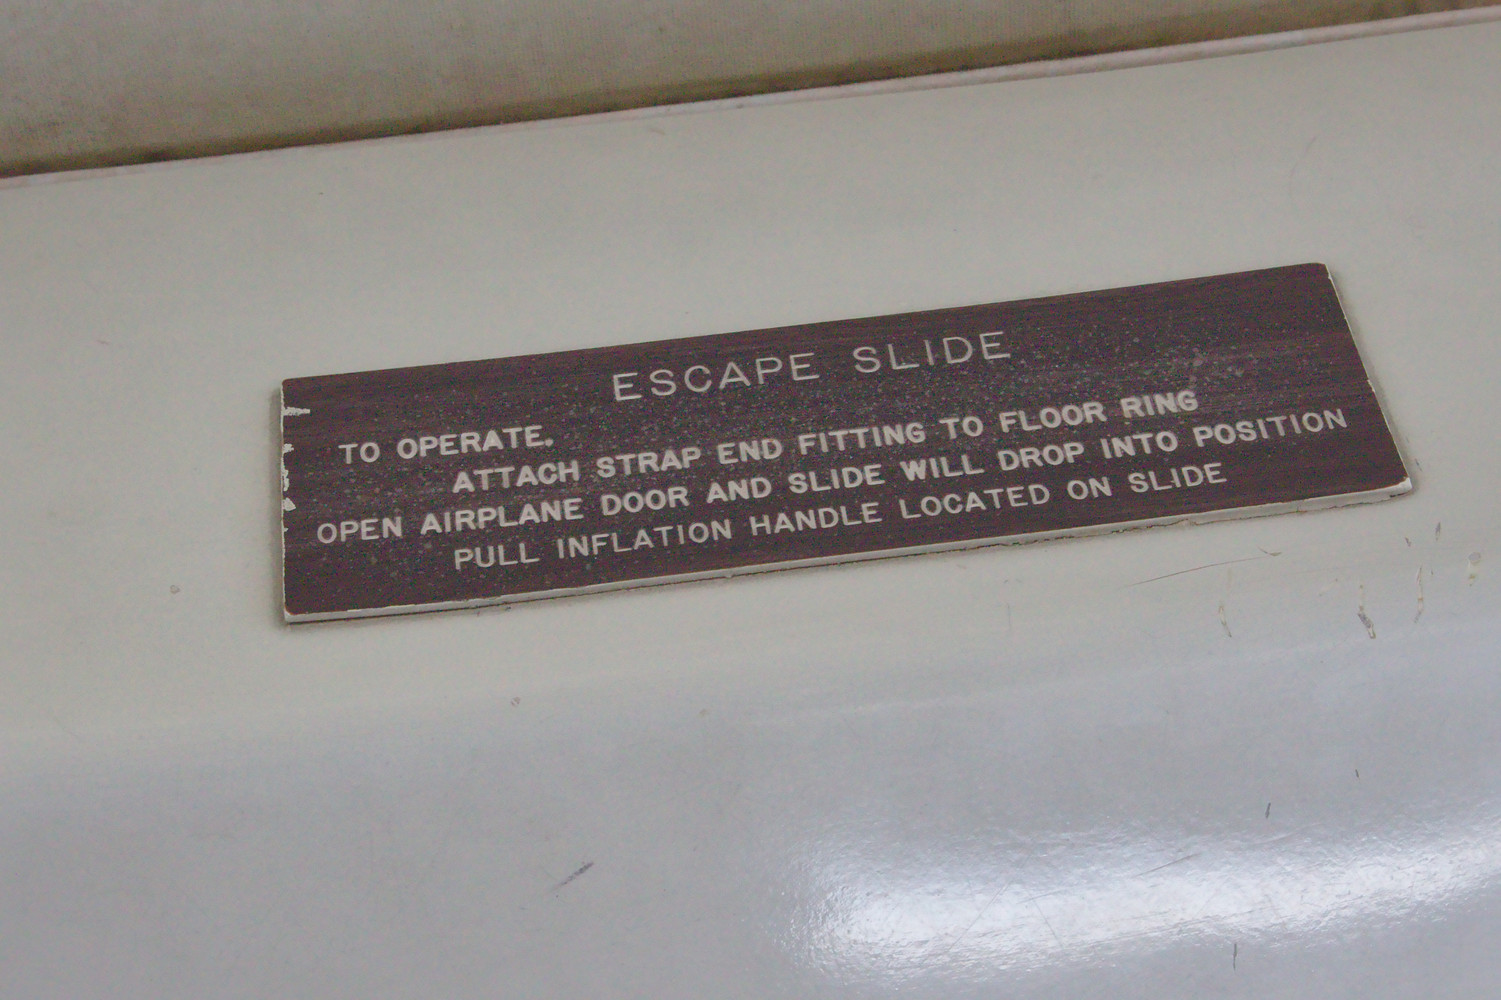 ESCAPE SLIDE
TO OPERATE.
ATTACH STRAP END FITTING TO FLOOR RING
OPEN AIRPLANE DOOR AND SLIDE WILL DROP INTO POSITION
PULL INFLATION HANDLE LOCATED ON SLIDE